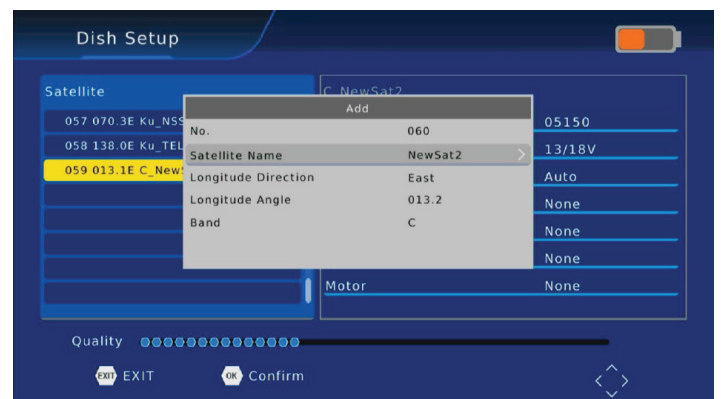 Dish Setup
Satellite
C_NewSat2
057 070.3E Ku_NSS
05150
058 138.0E Ku_TEL
13/18V
059 013.1E C_New
Auto
None
None
None
Motor None
Add
No. 060
Satellite Name NewSat2
Longitude Direction East
Longitude Angle 013.2
Band C
Quality
EXIT EXIT
OK Confirm